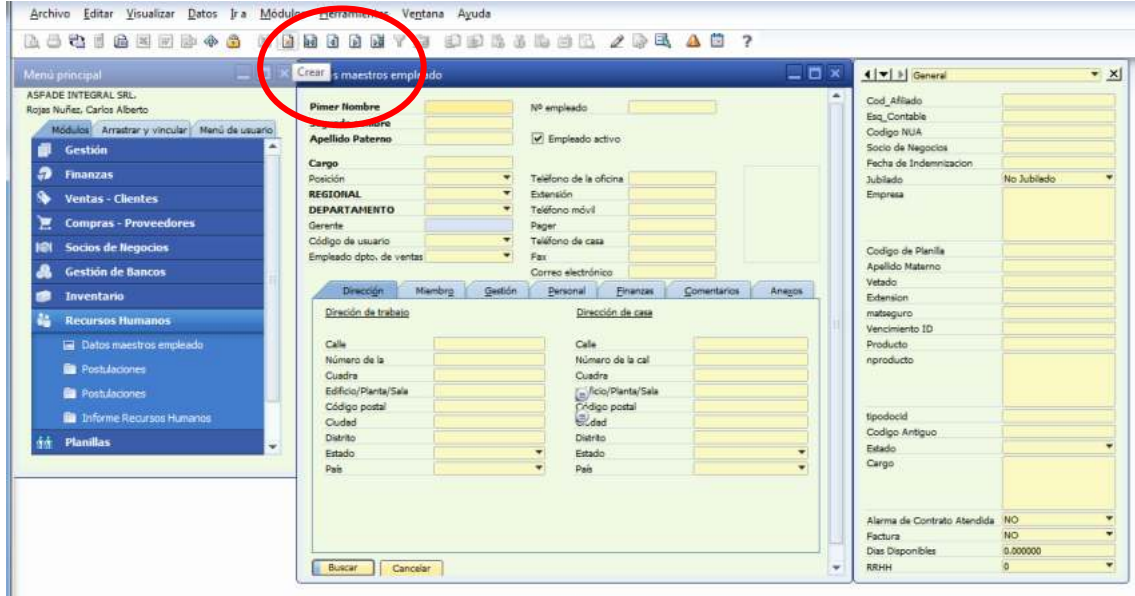 Archivo Editar Visualizar Datos Ir a Módulos Herramientas Ventana Ayuda
Menú principal
ASFADE INTEGRAL SRL.
Rojas Nuñez, Carlos Alberto
Módulos Arrastrar y vincular Menú de usuario
Gestión
Finanzas
Ventas - Clientes
Compras - Proveedores
Socios de Negocios
Gestión de Bancos
Inventario
Recursos Humanos
Datos maestros empleado
Postulaciones
Postulaciones
Informe Recursos Humanos
Planillas
Crear
s maestros empleado
Pimer Nombre Nº empleado
Apellido Paterno Empleado activo
Cargo
Posición Teléfono de la oficina
REGIONAL Extensión
DEPARTAMENTO Teléfono móvil
Gerente Pager
Código de usuario Teléfono de casa
Empleado dpto. de ventas Fax
Correo electrónico
Dirección Miembro Gestión Personal Finanzas Comentarios Anexos
Direción de trabajo Dirección de casa
Calle Calle
Número de la Número de la cal
Cuadra Cuadra
Edificio/Planta/Sala ficio/Planta/Sala
Código postal Código postal
Ciudad Ciudad
Distrito Distrito
Estado Estado
País País
Buscar Cancelar
General
Cod_Afiliado
Esq_Contable
Codigo NUA
Socio de Negocios
Fecha de Indemnizacion
Jubilado No Jubilado
Empresa
Codigo de Planilla
Apellido Materno
Vetado
Extension
matseguro
Vencimiento ID
Producto
nproducto
tipodocid
Codigo Antiguo
Estado
Cargo
Alarma de Contrato Atendida NO
Factura NO
Dias Disponibles 0.000000
RRHH 0